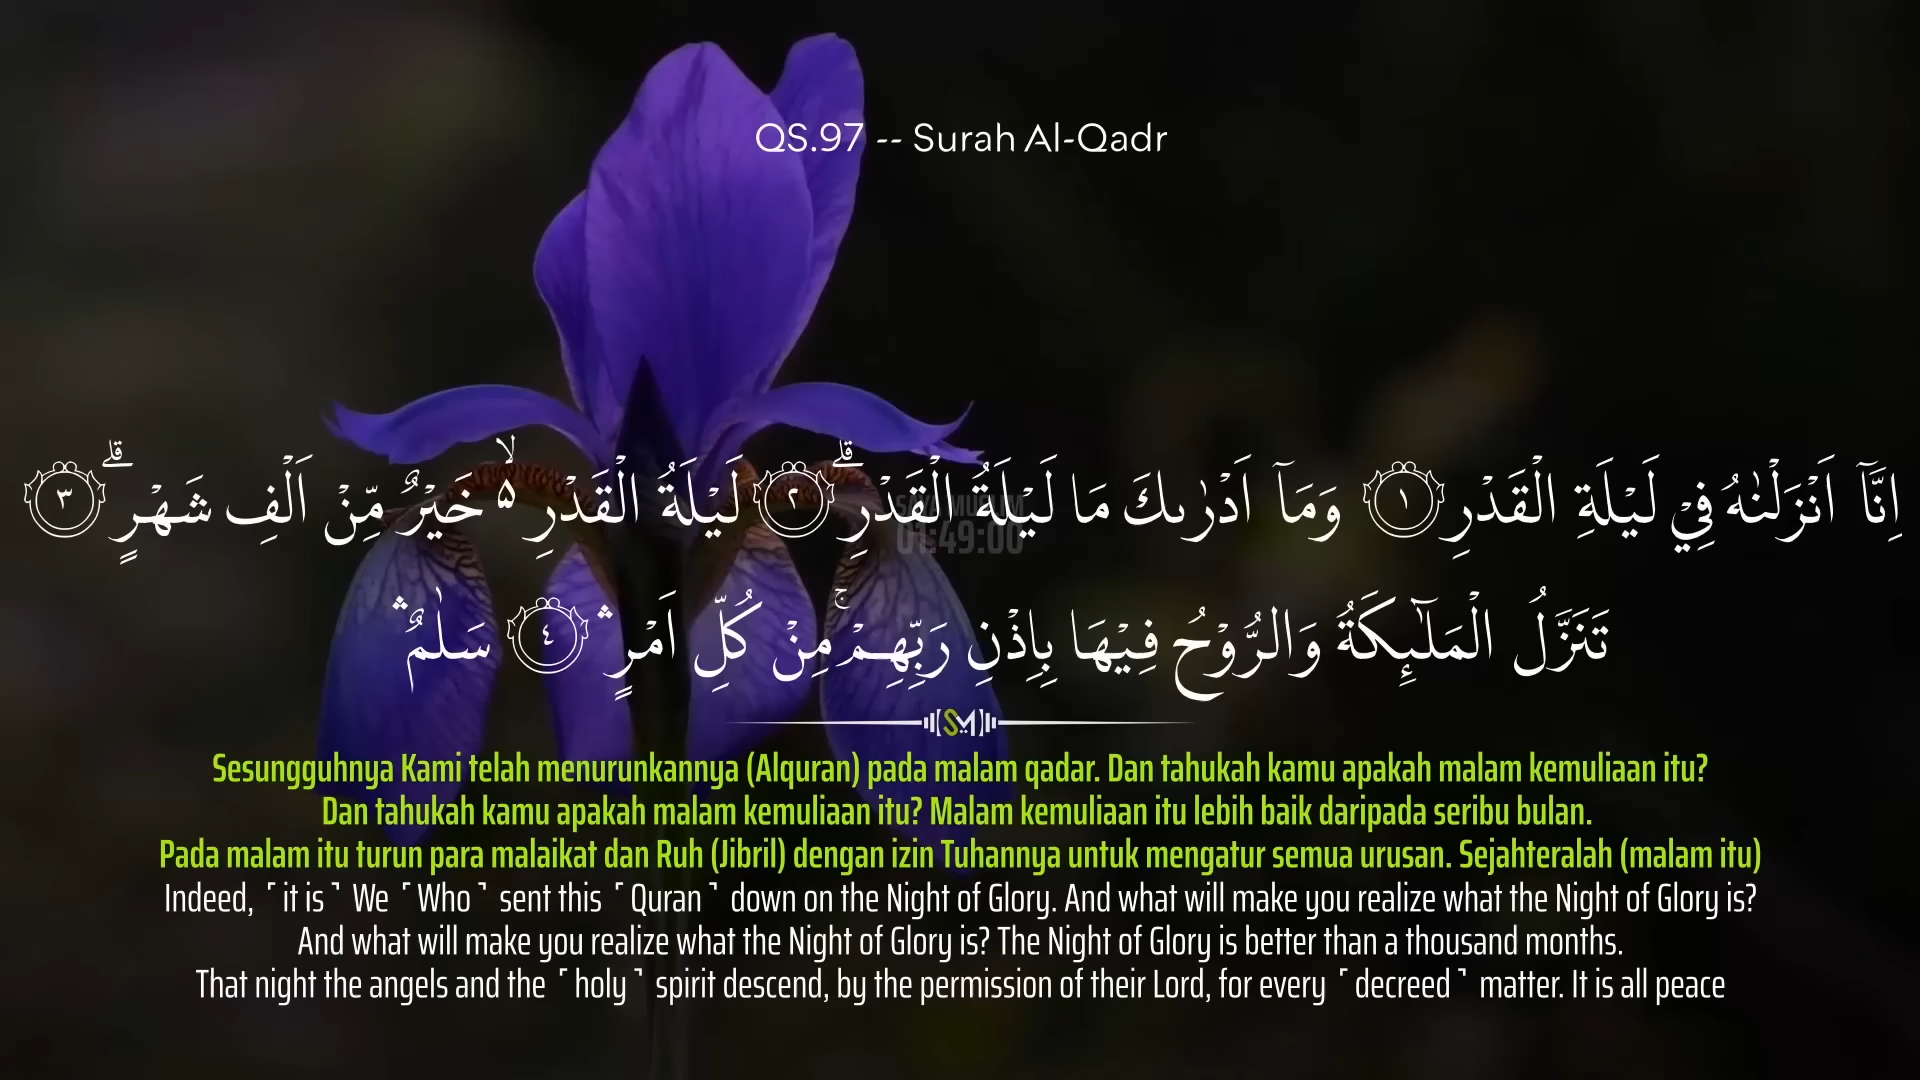 QS.97 -- Surah Al-Qadr
اِنَّآ اَنْزَلْنٰهُ فِيْ لَيْلَةِ الْقَدْرِ ١ وَمَآ اَدْرٰىكَ مَا لَيْلَةُ الْقَدْرِۗ ٢ لَيْلَةُ الْقَدْرِ ەۙ خَيْرٌ مِّنْ اَلْفِ شَهْرٍۗ ٣
SAYA MUSLIM
01:49:00
تَنَزَّلُ الْمَلٰۤىِٕكَةُ وَالرُّوْحُ فِيْهَا بِاِذْنِ رَبِّهِمْۚ مِنْ كُلِّ اَمْرٍۛ ٤ سَلٰمٌۛ
SM
Sesungguhnya Kami telah menurunkannya (Alquran) pada malam qadar. Dan tahukah kamu apakah malam kemuliaan itu?
Dan tahukah kamu apakah malam kemuliaan itu? Malam kemuliaan itu lebih baik daripada seribu bulan.
Pada malam itu turun para malaikat dan Ruh (Jibril) dengan izin Tuhannya untuk mengatur semua urusan. Sejahteralah (malam itu)
Indeed, ˹it is˺ We ˹Who˺ sent this ˹Quran˺ down on the Night of Glory. And what will make you realize what the Night of Glory is?
And what will make you realize what the Night of Glory is? The Night of Glory is better than a thousand months.
That night the angels and the ˹holy˺ spirit descend, by the permission of their Lord, for every ˹decreed˺ matter. It is all peace